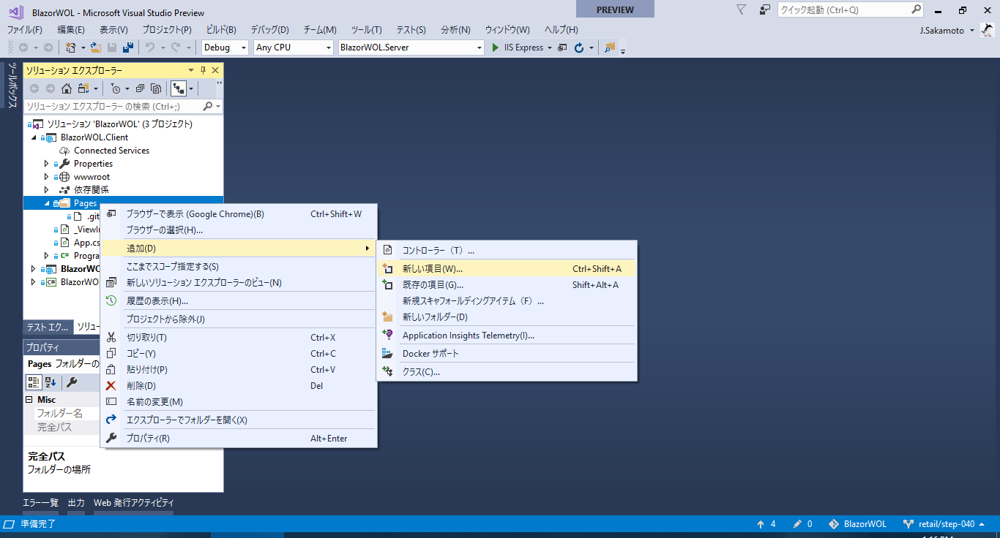 BlazorWOL - Microsoft Visual Studio Preview
PREVIEW
クイック起動 (Ctrl+Q)
ファイル(F) 編集(E) 表示(V) プロジェクト(P) ビルド(B) デバッグ(D) チーム(M) ツール(T) テスト(S) 分析(N) ウィンドウ(W) ヘルプ(H)
J.Sakamoto
Debug Any CPU BlazorWOL.Server IIS Express
ツールボックス
ソリューション エクスプローラー
ソリューション エクスプローラー の検索 (Ctrl+;)
ソリューション 'BlazorWOL' (3 プロジェクト)
BlazorWOL.Client
Connected Services
Properties
wwwroot
依存関係
Pages
.git
_ViewI
App.cs
C# Progra
BlazorWO
C# BlazorWO
テスト エク... ソリュー
プロパティ
Pages フォルダーの
Misc
フォルダー名
完全パス
完全パス
フォルダーの場所
ブラウザーで表示 (Google Chrome)(B) Ctrl+Shift+W
ブラウザーの選択(H)...
追加(D)
ここまでスコープ指定する(S)
新しいソリューション エクスプローラーのビュー(N)
履歴の表示(H)...
プロジェクトから除外(J)
切り取り(T) Ctrl+X
コピー(Y) Ctrl+C
貼り付け(P) Ctrl+V
削除(D) Del
名前の変更(M)
エクスプローラーでフォルダーを開く(X)
プロパティ(R) Alt+Enter
コントローラー（T）...
新しい項目(W)... Ctrl+Shift+A
既存の項目(G)... Shift+Alt+A
新規スキャフォールディングアイテム（F）...
新しいフォルダー(D)
Application Insights Telemetry(I)...
Docker サポート
クラス(C)...
エラー一覧 出力 Web 発行アクティビティ
準備完了
4 0 BlazorWOL retail/step-040